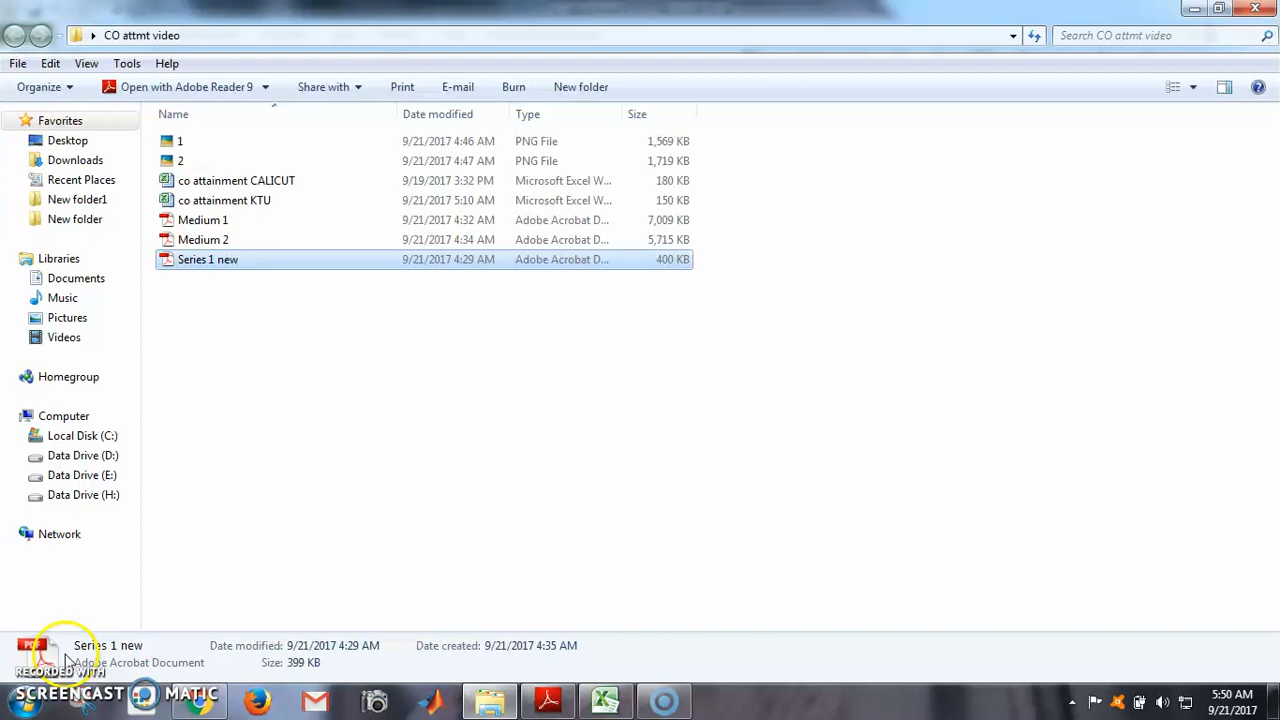 CO attmt video
Search CO attmt video
File Edit View Tools Help
Organize Open with Adobe Reader 9 Share with Print E-mail Burn New folder
Name Date modified Type Size
1 9/21/2017 4:46 AM PNG File 1,569 KB
2 9/21/2017 4:47 AM PNG File 1,719 KB
co attainment CALICUT 9/19/2017 3:32 PM Microsoft Excel W... 180 KB
co attainment KTU 9/21/2017 5:10 AM Microsoft Excel W... 150 KB
Medium 1 9/21/2017 4:32 AM Adobe Acrobat D... 7,009 KB
Medium 2 9/21/2017 4:34 AM Adobe Acrobat D... 5,715 KB
Series 1 new 9/21/2017 4:29 AM Adobe Acrobat D... 400 KB
Favorites
Desktop
Downloads
Recent Places
New folder1
New folder
Libraries
Documents
Music
Pictures
Videos
Homegroup
Computer
Local Disk (C:)
Data Drive (D:)
Data Drive (E:)
Data Drive (H:)
Network
PDF
Series 1 new Date modified: 9/21/2017 4:29 AM Date created: 9/21/2017 4:35 AM
Adobe Acrobat Document Size: 399 KB
RECORDED WITH
SCREENCAST MATIC
5:50 AM
9/21/2017